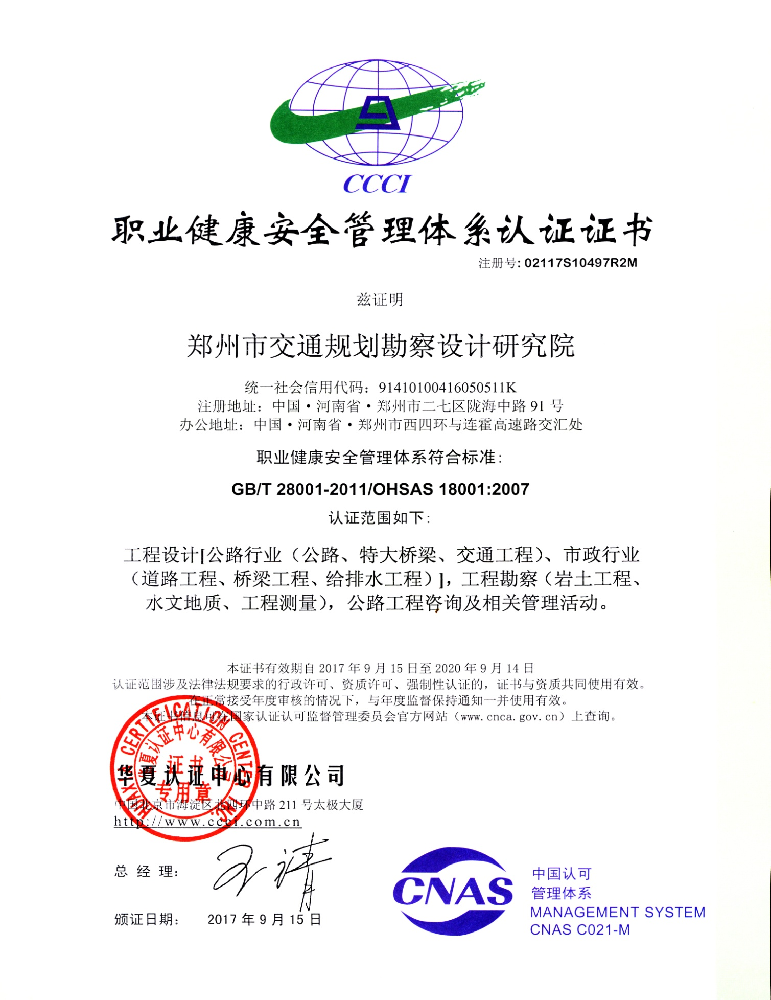 CCCI
职业健康安全管理体系认证证书
注册号: 02117S10497R2M
兹证明
郑州市交通规划勘察设计研究院
统一社会信用代码：91410100416050511K
注册地址：中国·河南省·郑州市二七区陇海中路 91 号
办公地址：中国·河南省·郑州市西四环与连霍高速路交汇处
职业健康安全管理体系符合标准：
GB/T 28001-2011/OHSAS 18001:2007
认证范围如下：
工程设计[公路行业（公路、特大桥梁、交通工程）、市政行业
（道路工程、桥梁工程、给排水工程）]，工程勘察（岩土工程、
水文地质、工程测量），公路工程咨询及相关管理活动。
本证书有效期自 2017 年 9 月 15 日至 2020 年 9 月 14 日
认证范围涉及法律法规要求的行政许可、资质许可、强制性认证的，证书与资质共同使用有效。
在正常接受年度审核的情况下，与年度监督保持通知一并使用有效。
本证书信息可在国家认证认可监督管理委员会官方网站（www.cnca.gov.cn）上查询。
HUAXIA CERTIFICATION CENTER INC.
华夏认证中心有限公司
证书
专用章
华夏认证中心有限公司
中国北京市海淀区北四环中路 211 号太极大厦
http://www.ccci.com.cn
总 经 理：
颁证日期： 2017 年 9 月 15 日
CNAS
中国认可
管理体系
MANAGEMENT SYSTEM
CNAS C021-M